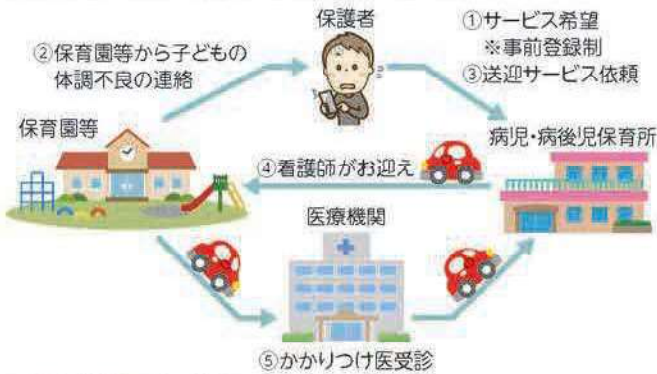 保護者
①サービス希望
※事前登録制
③送迎サービス依頼
②保育園等から子どもの
体調不良の連絡
保育園等
病児・病後児保育所
④看護師がお迎え
医療機関
⑤かかりつけ医受診